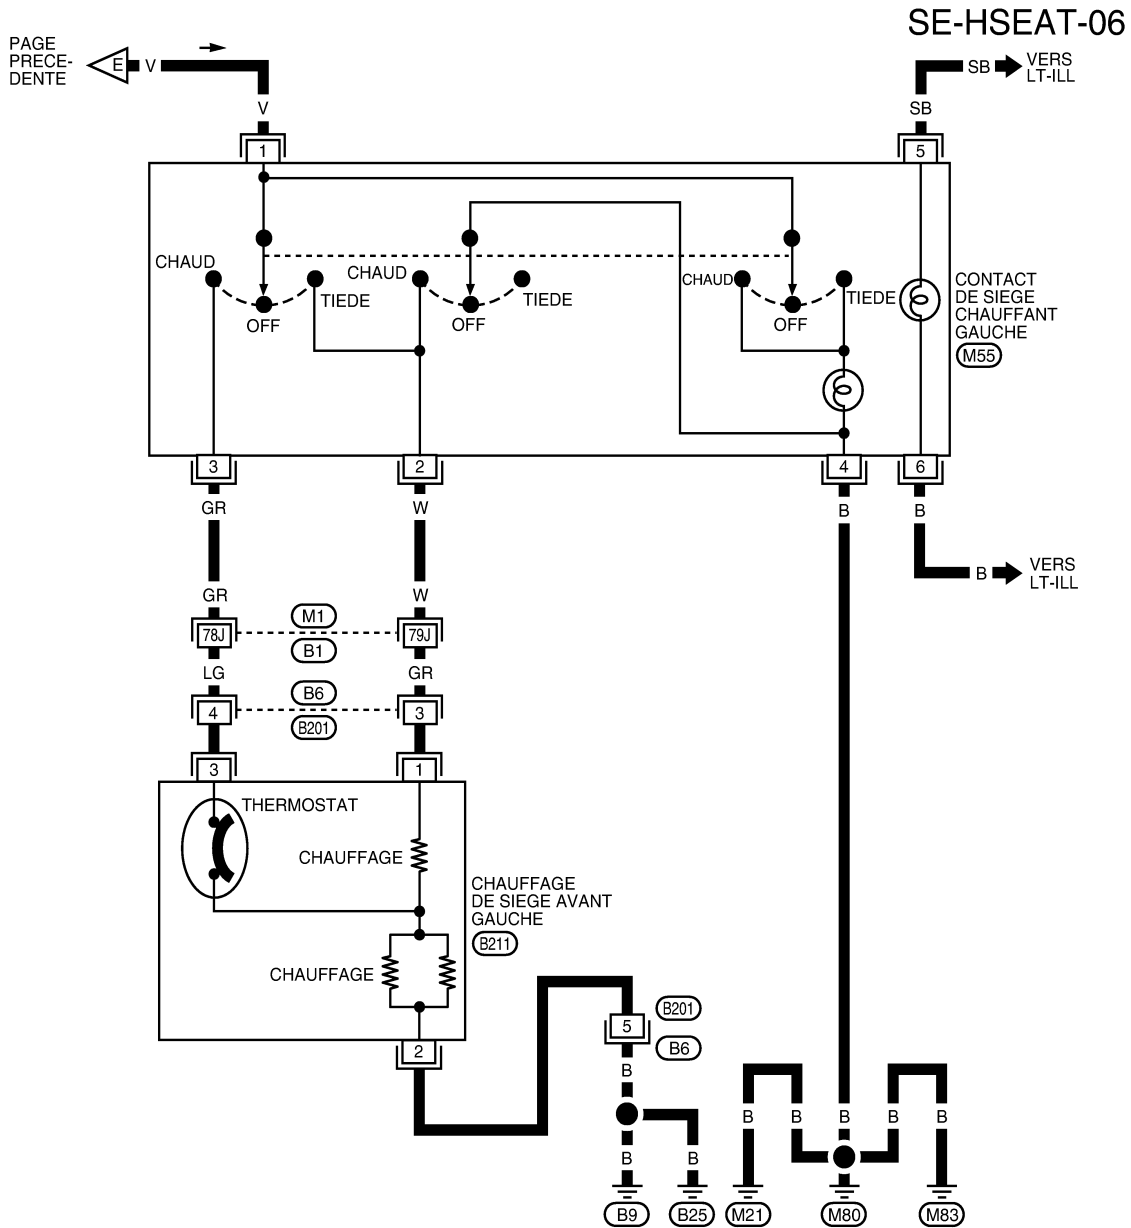 SE-HSEAT-06
PAGE
PRECE-
DENTE
E
V
V
SB
VERS
LT-ILL
SB
1
5
CHAUD
TIEDE
OFF
CHAUD
TIEDE
OFF
CHAUD
TIEDE
OFF
CONTACT
DE SIEGE
CHAUFFANT
GAUCHE
M55
3
2
4
6
GR
W
B
B
B
VERS
LT-ILL
GR
W
78J
M1
B1
79J
LG
GR
4
B6
B201
3
3
1
THERMOSTAT
CHAUFFAGE
CHAUFFAGE
CHAUFFAGE
DE SIEGE AVANT
GAUCHE
B211
2
5
B201
B6
B
B
B
B9
B25
B
B
B
B
B
M21
M80
M83